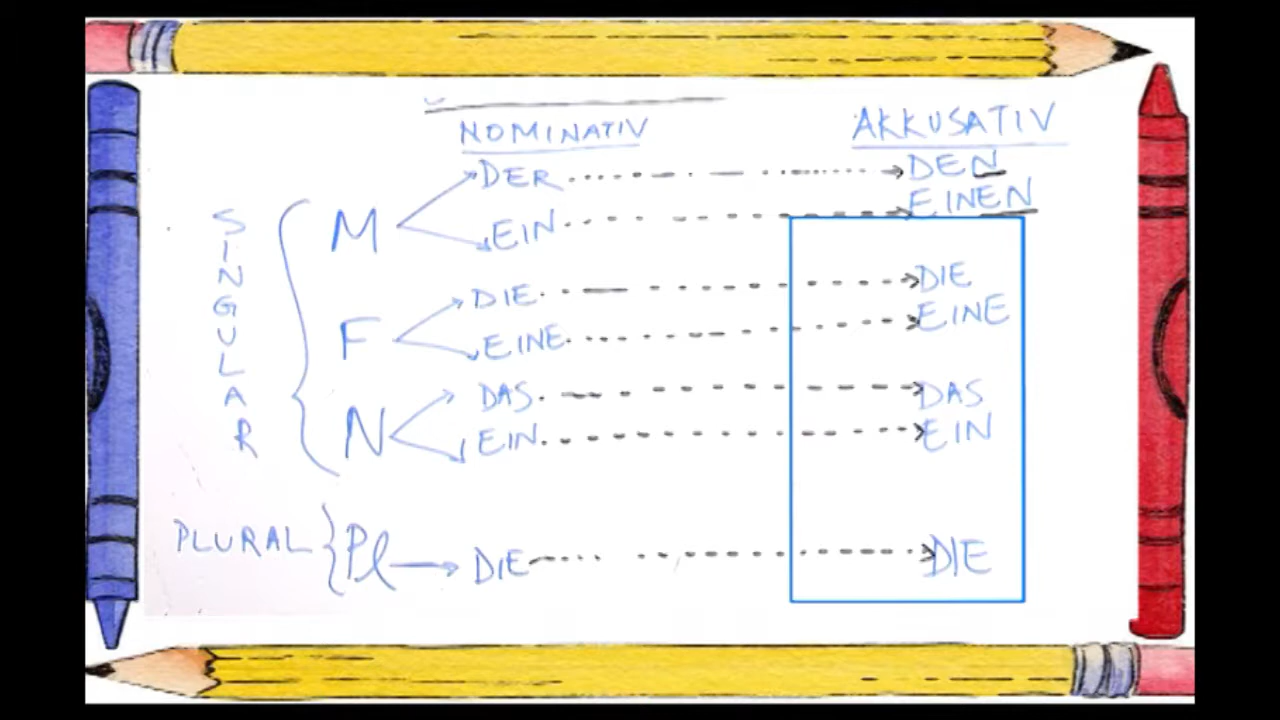 NOMINATIV AKKUSATIV
DER DEN
EIN EINEN
SINGULAR M
DIE DIE
F
EINE EINE
DAS DAS
N
EIN EIN
PLURAL Pl DIE DIE